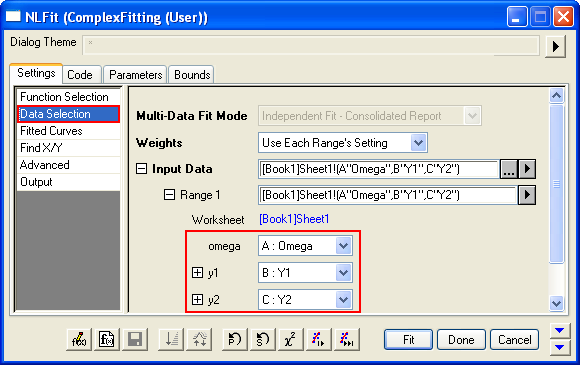 NLFit (ComplexFitting (User))
Dialog Theme *
Settings Code Parameters Bounds
Function Selection
Data Selection
Fitted Curves
Find X/Y
Advanced
Output
Multi-Data Fit Mode Independent Fit - Consolidated Report
Weights Use Each Range's Setting
Input Data [Book1]Sheet1!(A"Omega",B"Y1",C"Y2") ...
Range 1 [Book1]Sheet1!(A"Omega",B"Y1",C"Y2")
Worksheet [Book1]Sheet1
omega A : Omega
y1 B : Y1
y2 C : Y2
Fit Done Cancel